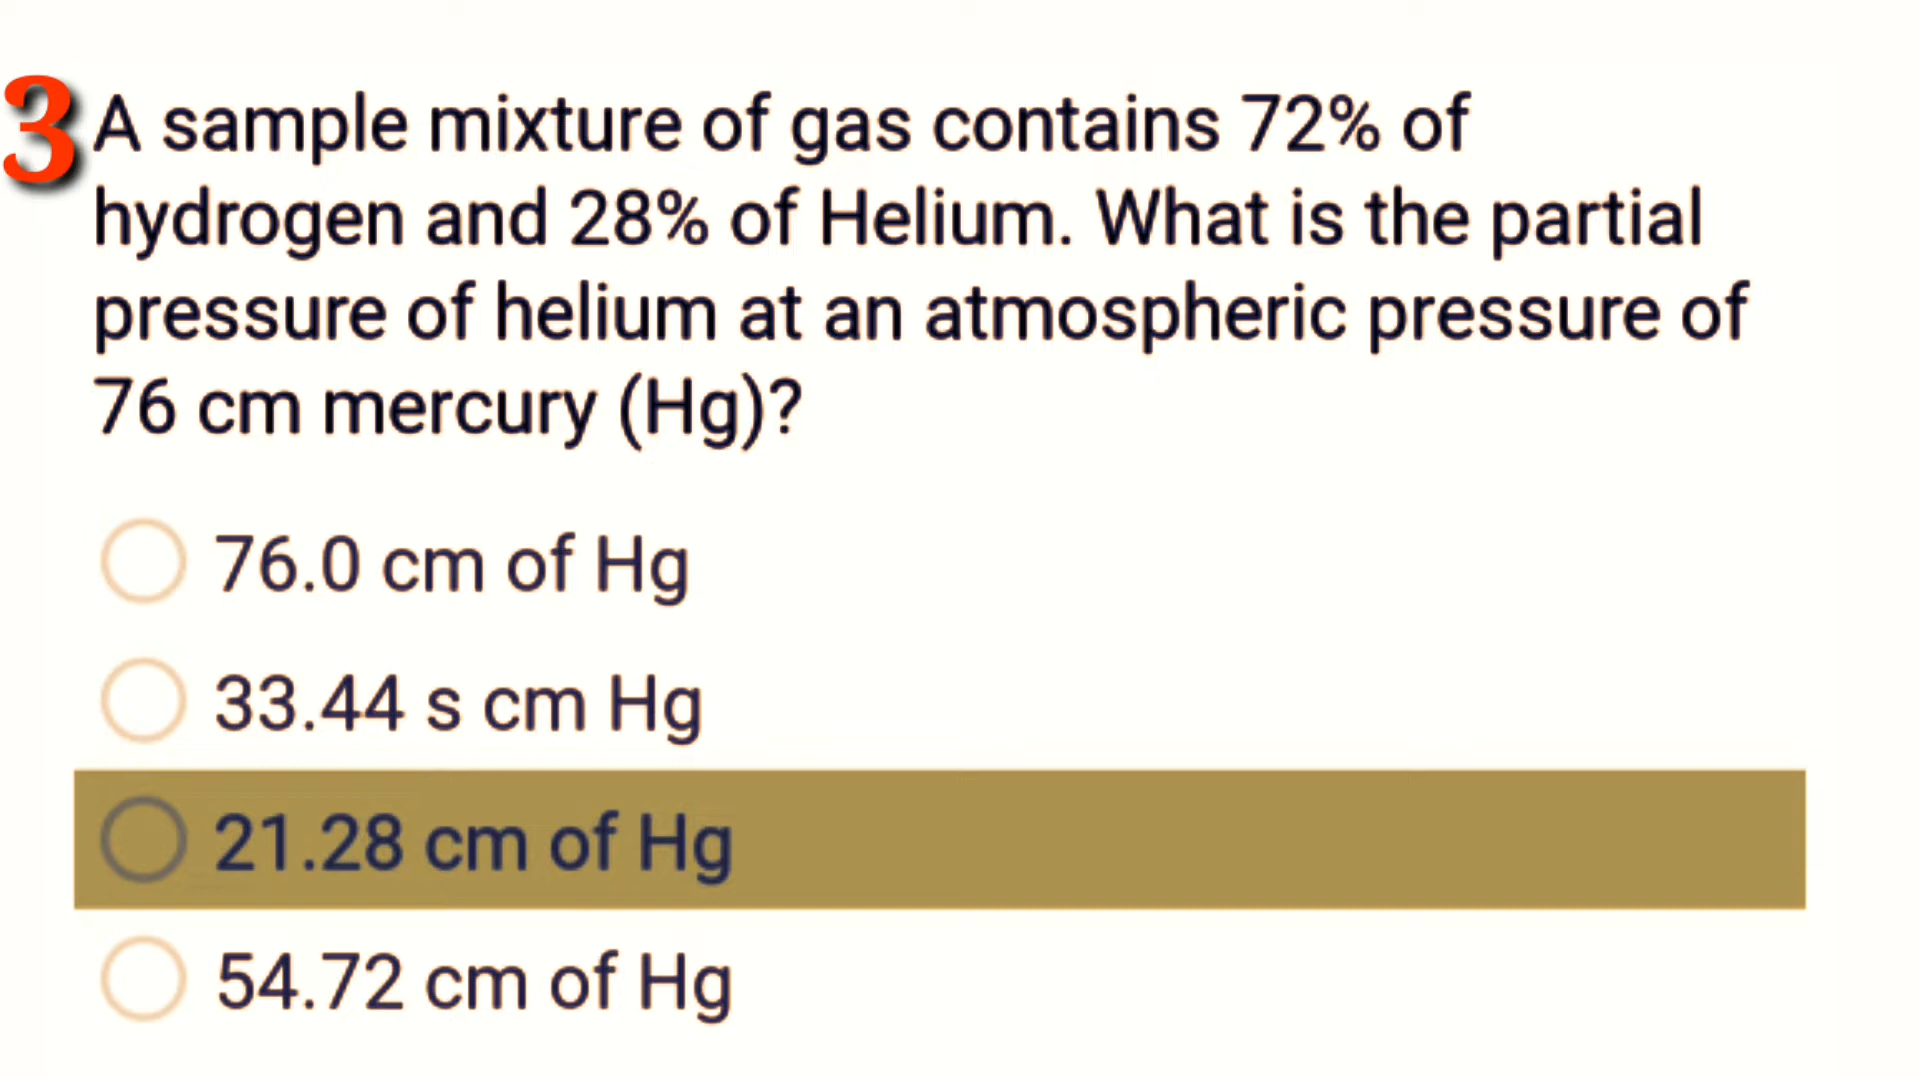 3
A sample mixture of gas contains 72% of
hydrogen and 28% of Helium. What is the partial
pressure of helium at an atmospheric pressure of
76 cm mercury (Hg)?
76.0 cm of Hg
33.44 s cm Hg
21.28 cm of Hg
54.72 cm of Hg